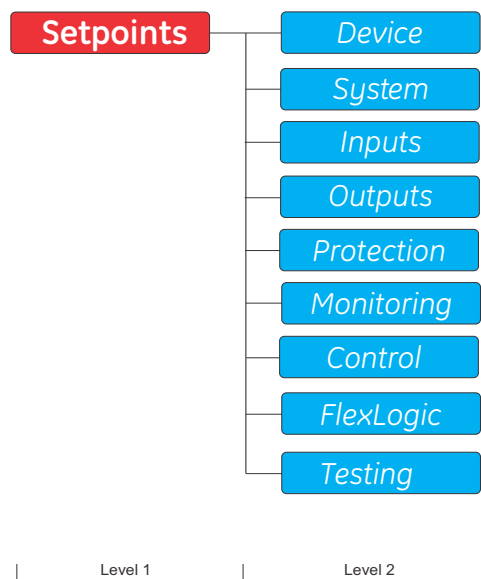 Setpoints
Device
System
Inputs
Outputs
Protection
Monitoring
Control
FlexLogic
Testing
Level 1
Level 2